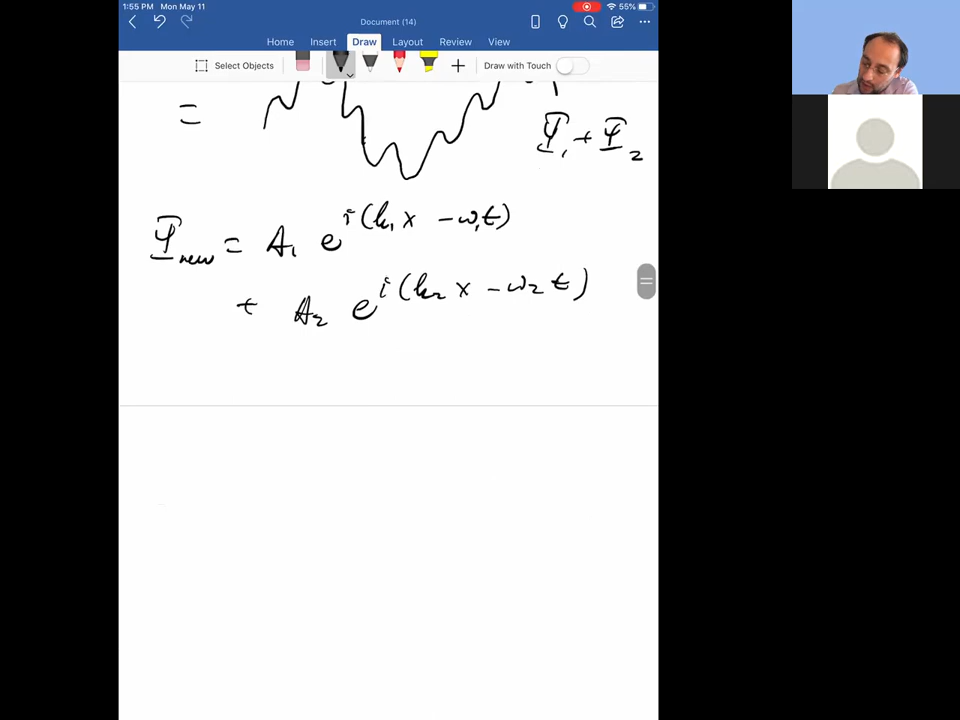 1:55 PM Mon May 11
55%
Document (14)
Home Insert Draw Layout Review View
Select Objects
Draw with Touch
=
Ψ₁ + Ψ₂
Ψnew = A₁ e^i(k₁x - ω₁t)
+ A₂ e^i(k₂x - ω₂t)